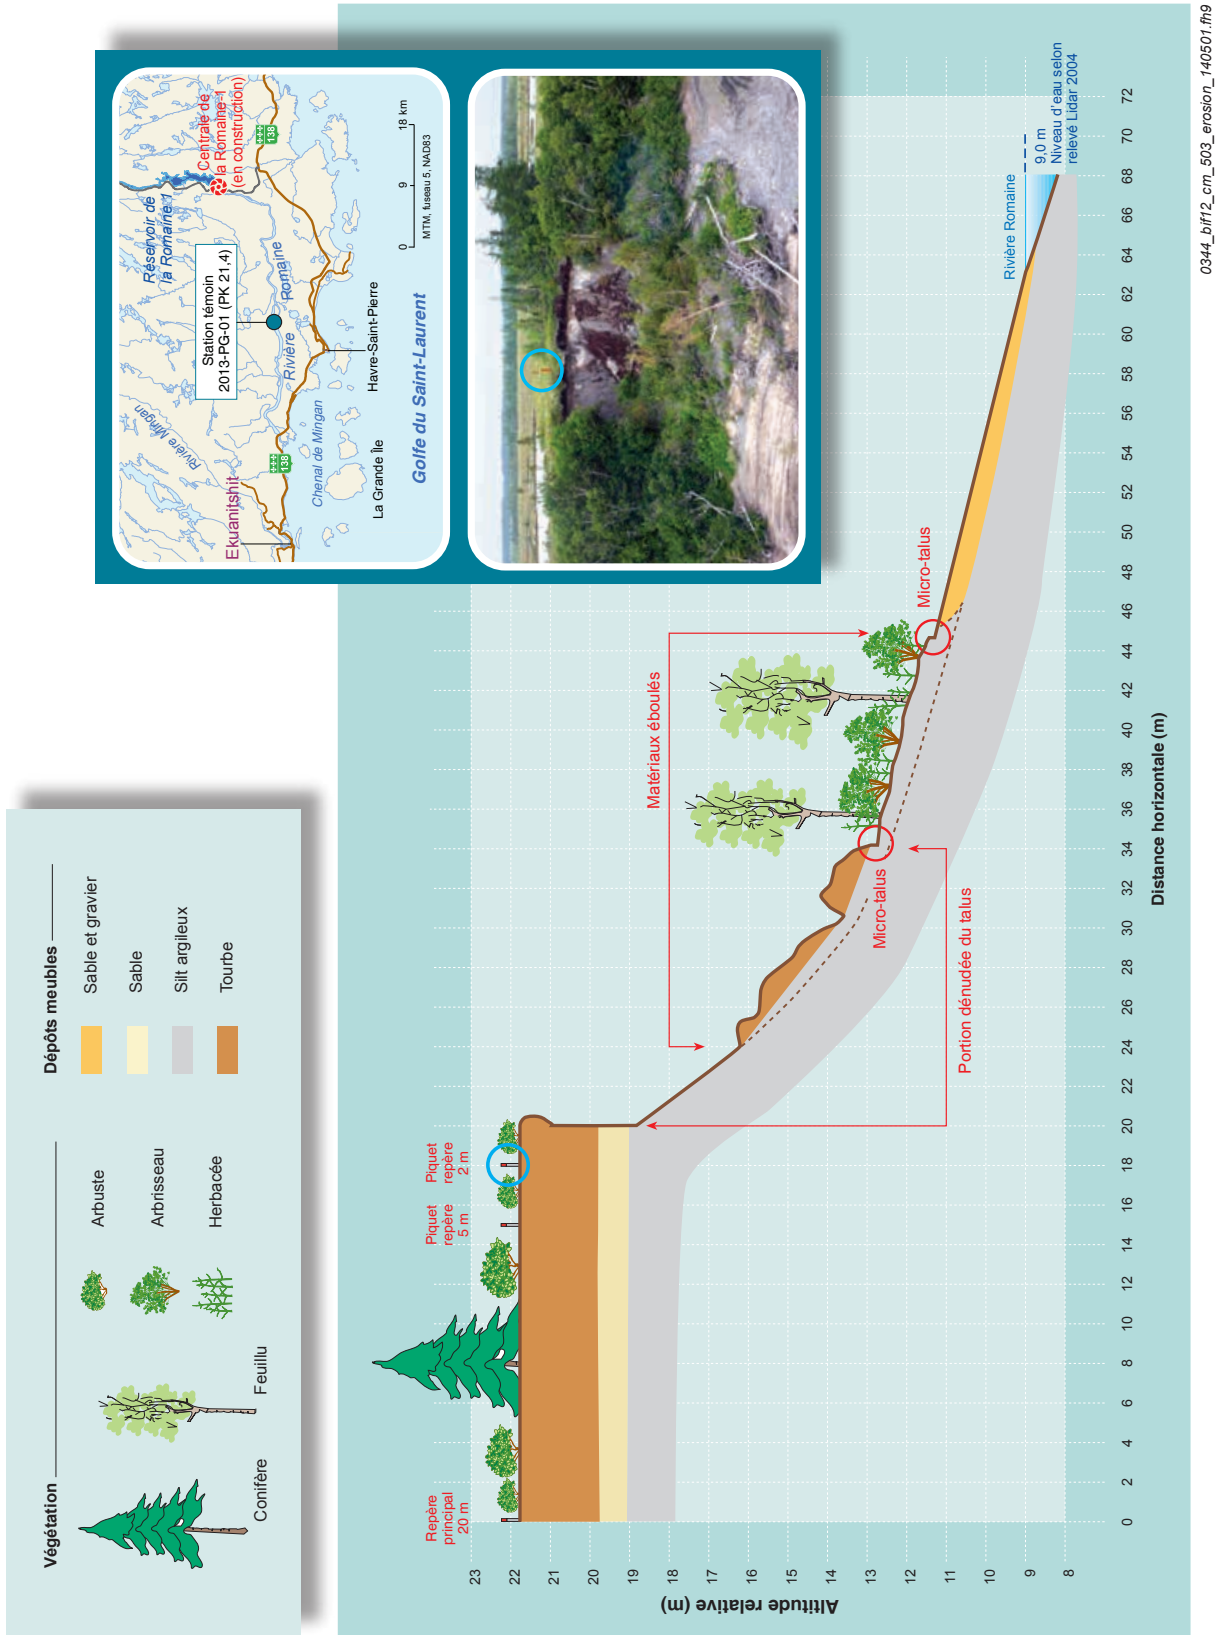 Végétation
Conifère
Feuillu
Arbuste
Arbrisseau
Herbacée
Dépôts meubles
Sable et gravier
Sable
Silt argileux
Tourbe
Réservoir de
la Romaine 1
Centrale de
la Romaine-1
(en construction)
Station témoin
2013-PG-01 (PK 21,4)
Rivière Mingan
Ekuanitshit
138
138
Rivière
Romaine
Chenal de Mingan
La Grande Île
Havre-Saint-Pierre
Golfe du Saint-Laurent
0
9
18 km
MTM, fuseau 5, NAD83
Repère
principal
20 m
Piquet
repère
5 m
Piquet
repère
2 m
Matériaux éboulés
Micro-talus
Micro-talus
Portion dénudée du talus
Rivière Romaine
9,0 m
Niveau d'eau selon
relevé Lidar 2004
Altitude relative (m)
23
22
21
20
19
18
17
16
15
14
13
12
11
10
9
8
0
2
4
6
8
10
12
14
16
18
20
22
24
26
28
30
32
34
36
38
40
42
44
46
48
50
52
54
56
58
60
62
64
66
68
70
72
Distance horizontale (m)
0344_bif12_cm_503_erosion_140501.fh9